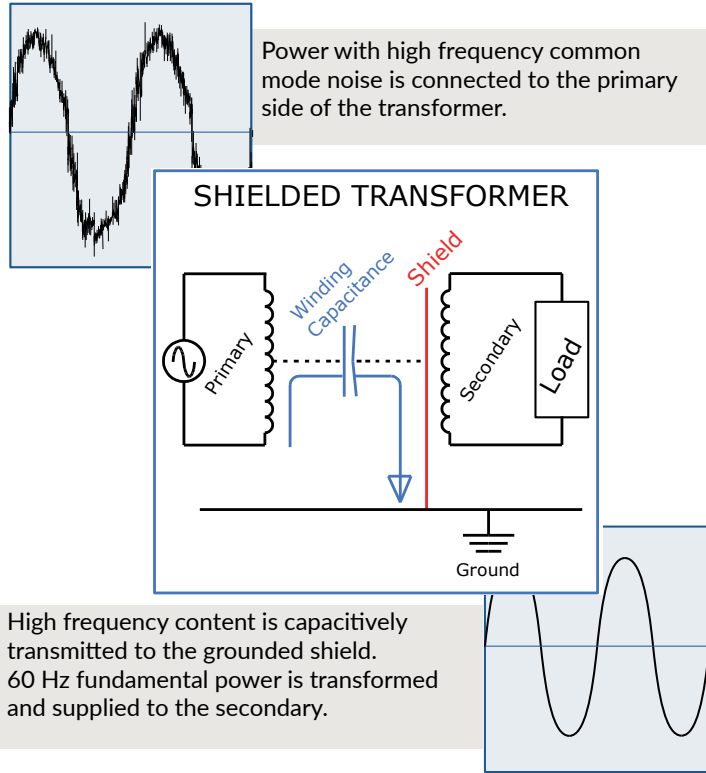 Power with high frequency common
mode noise is connected to the primary
side of the transformer.
SHIELDED TRANSFORMER
Winding
Capacitance
Shield
Primary
Secondary
Load
Ground
High frequency content is capacitively
transmitted to the grounded shield.
60 Hz fundamental power is transformed
and supplied to the secondary.